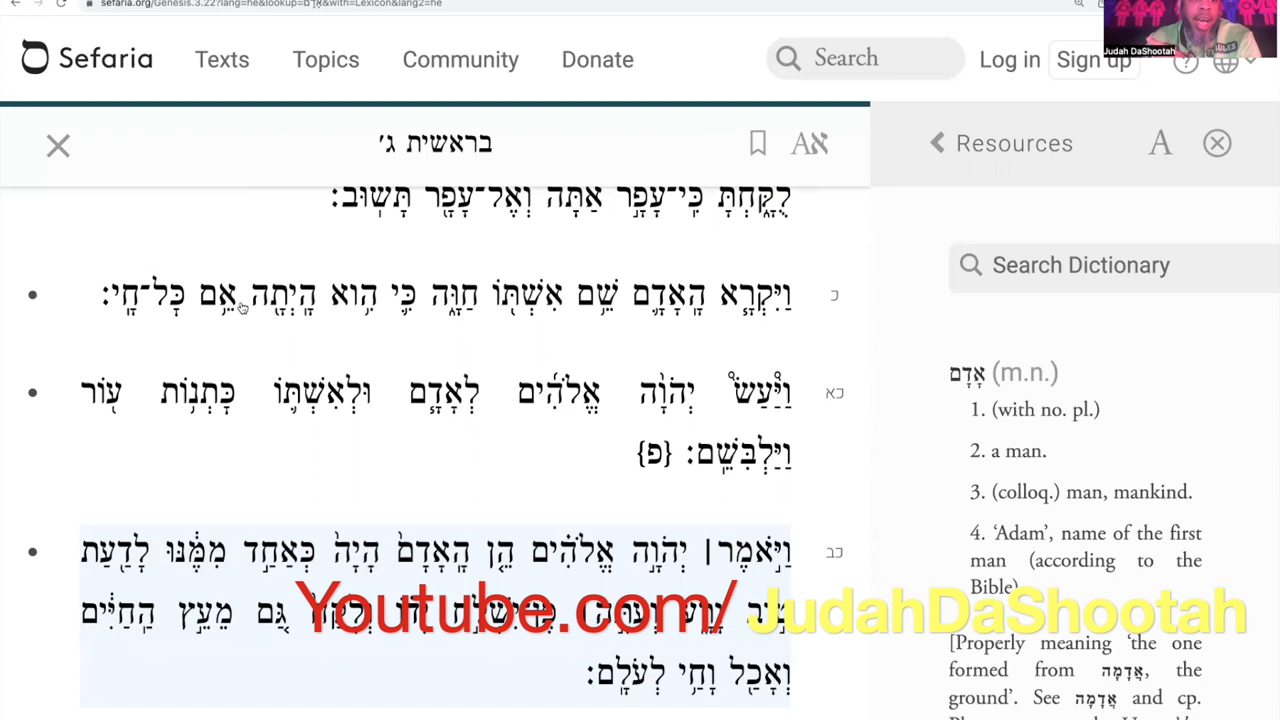 sefaria.org/Genesis.3.22?lang=he&lookup=אָדָם&with=Lexicon&lang2=he
Judah DaShootah
Sefaria Texts Topics Community Donate Search Log in Sign up
בראשית ג׳
Resources A
לֻקָּ֑חְתָּ כִּֽי־עָפָ֣ר אַ֔תָּה וְאֶל־עָפָ֖ר תָּשֽׁוּב׃
כ וַיִּקְרָ֧א הָֽאָדָ֛ם שֵׁ֥ם אִשְׁתּ֖וֹ חַוָּ֑ה כִּ֛י הִ֥וא הָֽיְתָ֖ה אֵ֥ם כׇּל־חָֽי׃
כא וַיַּ֩עַשׂ֩ יְהֹוָ֨ה אֱלֹהִ֜ים לְאָדָ֧ם וּלְאִשְׁתּ֛וֹ כׇּתְנ֥וֹת ע֖וֹר
וַיַּלְבִּשֵֽׁם׃ {פ}
כב וַיֹּ֣אמֶר ׀ יְהֹוָ֣ה אֱלֹהִ֗ים הֵ֤ן הָֽאָדָם֙ הָיָה֙ כְּאַחַ֣ד מִמֶּ֔נּוּ לָדַ֖עַת
גַּ֚ם מֵעֵ֣ץ הַֽחַיִּ֔ים
וְאָכַ֖ל וָחַ֥י לְעֹלָֽם׃
Youtube.com/JudahDaShootah
Search Dictionary
אָדָם (m.n.)
1. (with no. pl.)
2. a man.
3. (colloq.) man, mankind.
4. ‘Adam’, name of the first
man (according to the
Bible)
[Properly meaning ‘the one
formed from אֲדָמָה, the
ground’. See אֲדָמָה and cp.